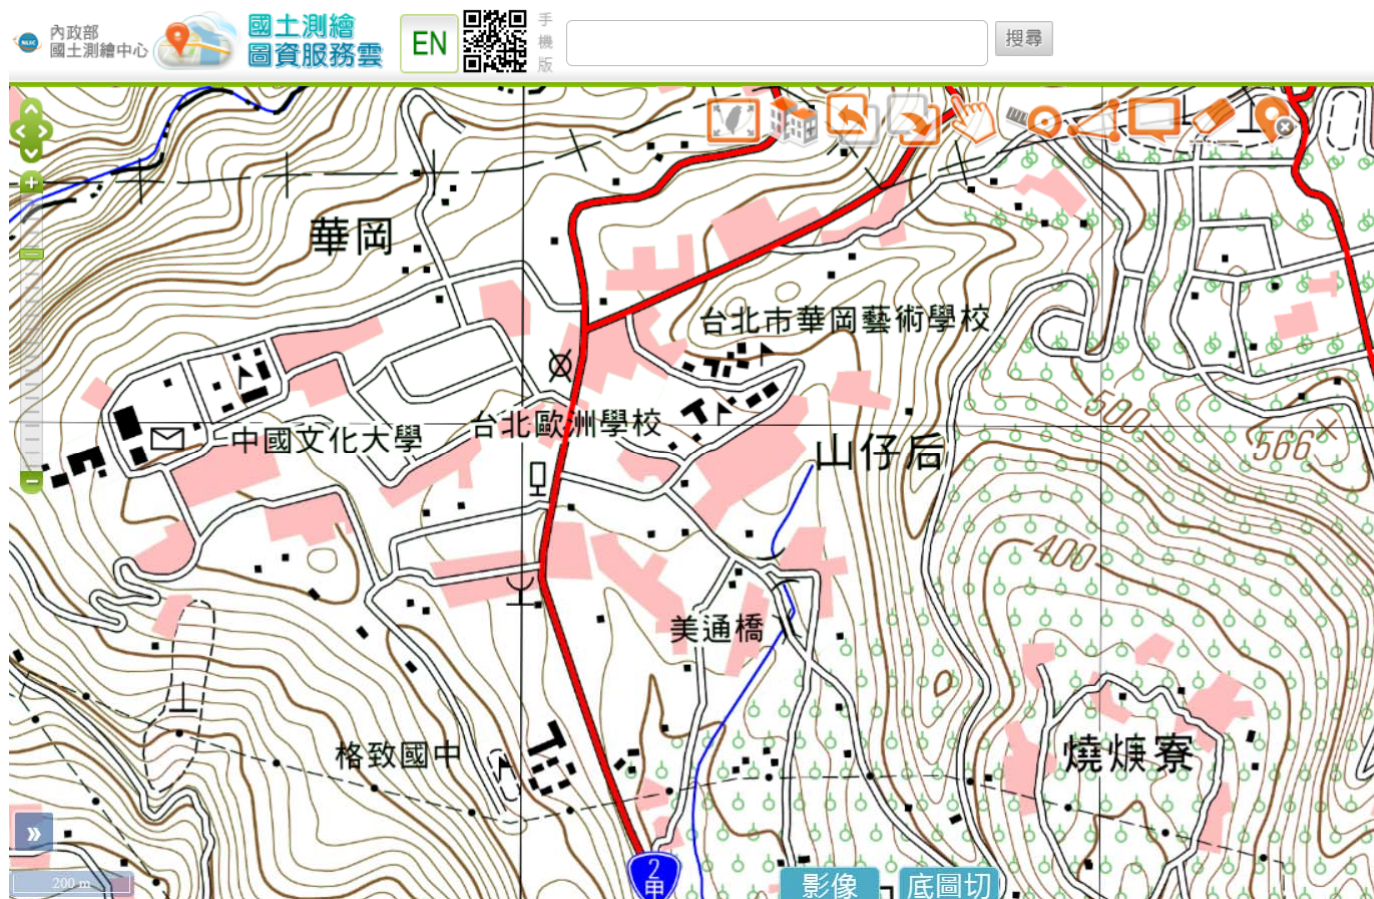 內政部
國土測繪中心
國土測繪
圖資服務雲
EN
手機版
搜尋
華岡
台北市華岡藝術學校
中國文化大學
台北歐洲學校
山仔后
500
566
400
美通橋
格致國中
燒焿寮
»
200 m
2
甲
影像
底圖切